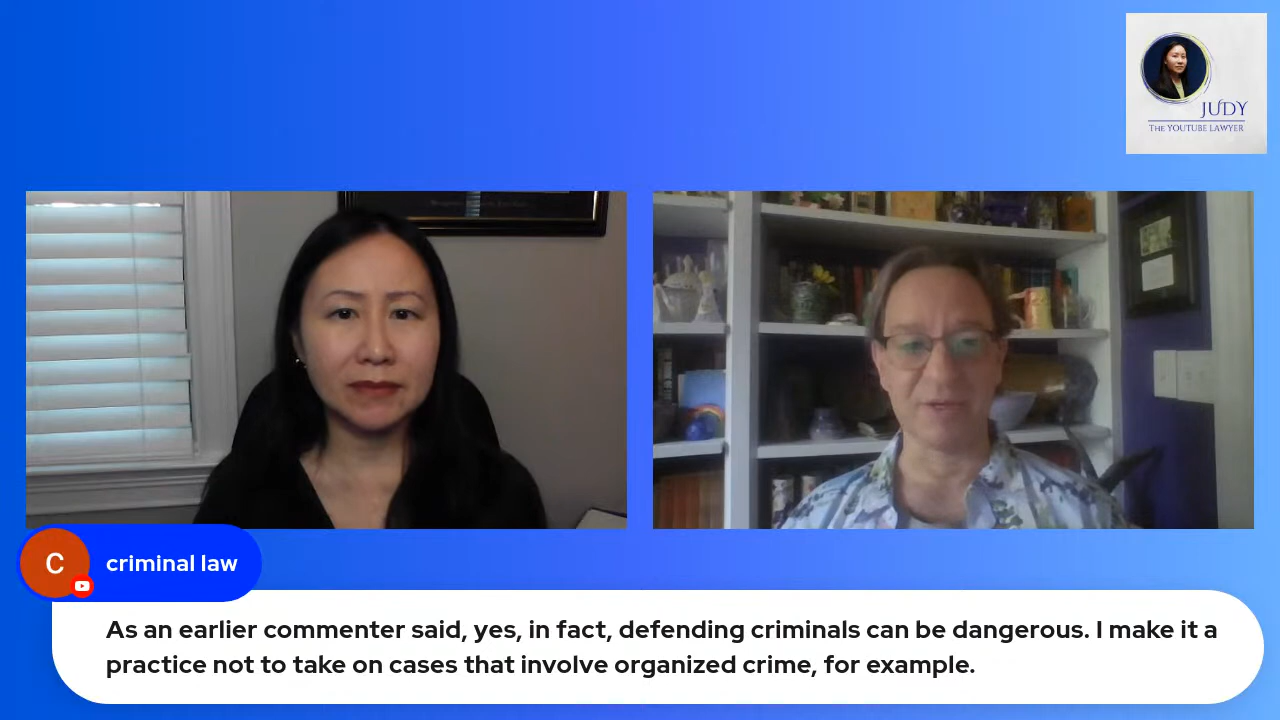 JUDY
THE YOUTUBE LAWYER
C
criminal law
As an earlier commenter said, yes, in fact, defending criminals can be dangerous. I make it a
practice not to take on cases that involve organized crime, for example.